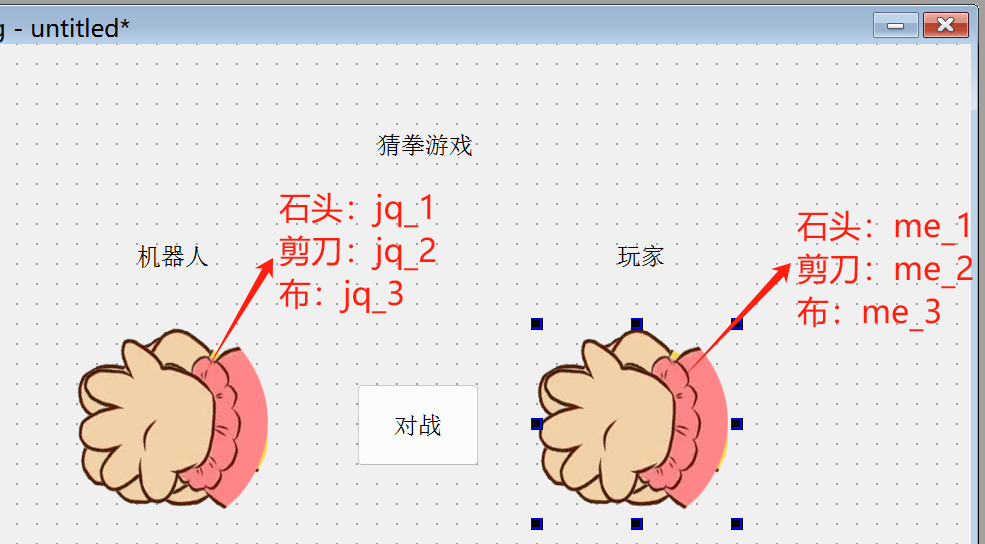 g - untitled*
猜拳游戏
石头：jq_1
剪刀：jq_2
布：jq_3
机器人
石头：me_1
剪刀：me_2
布：me_3
玩家
对战